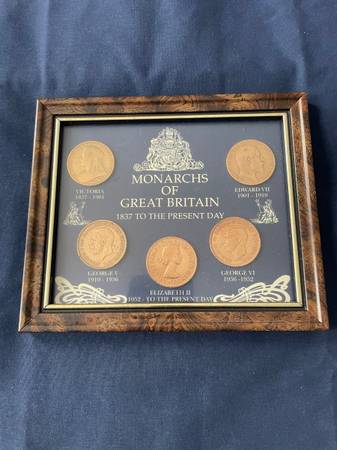 MONARCHS
OF
GREAT BRITAIN
1837 TO THE PRESENT DAY
VICTORIA
1837 - 1901
EDWARD VII
1901 - 1910
GEORGE V
1910 - 1936
GEORGE VI
1936 - 1952
ELIZABETH II
1952 - TO THE PRESENT DAY